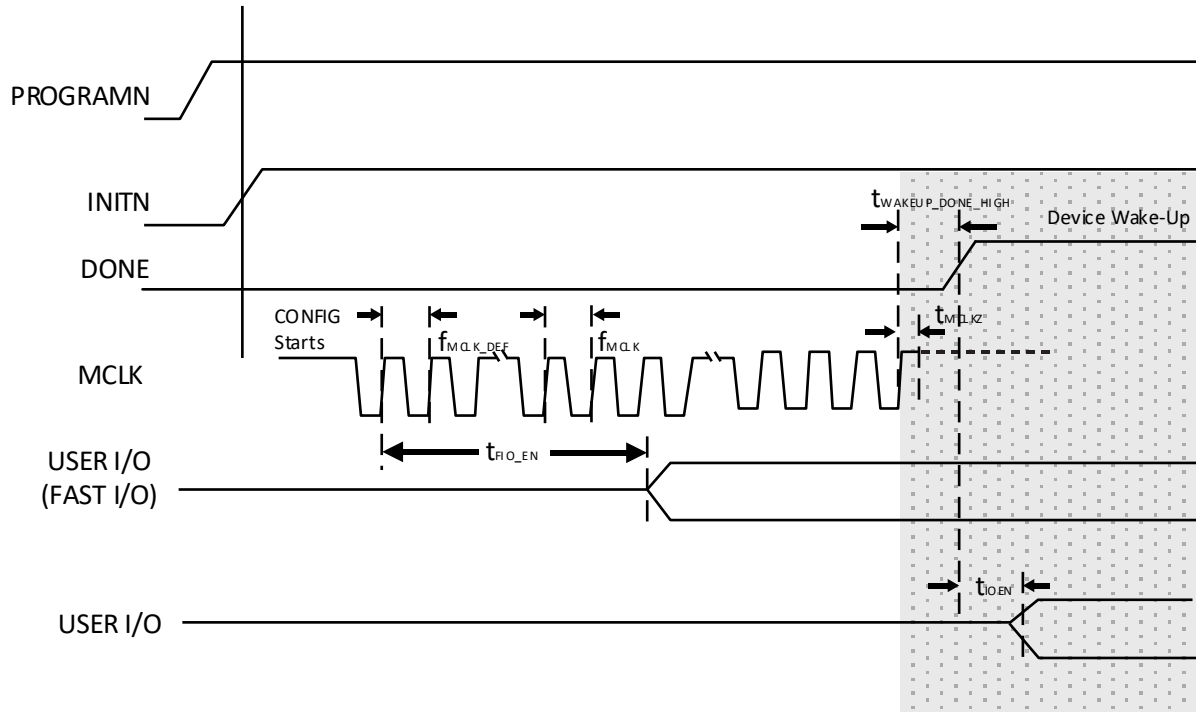 PROGRAMN
INITN
tWAKEUP_DONE_HIGH
Device Wake-Up
DONE
CONFIG
Starts
fMCLK_DEF
fMCLK
tMCLKZ
MCLK
tFIO_EN
USER I/O
(FAST I/O)
tIOEN
USER I/O